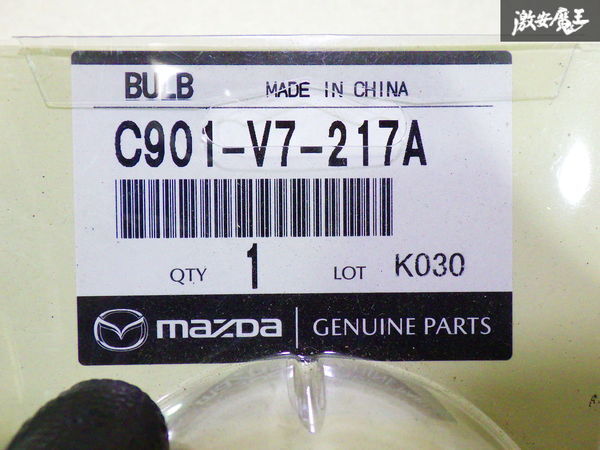 激安魔王
BULB MADE IN CHINA
C901-V7-217A
QTY 1 LOT K030
mazda GENUINE PARTS